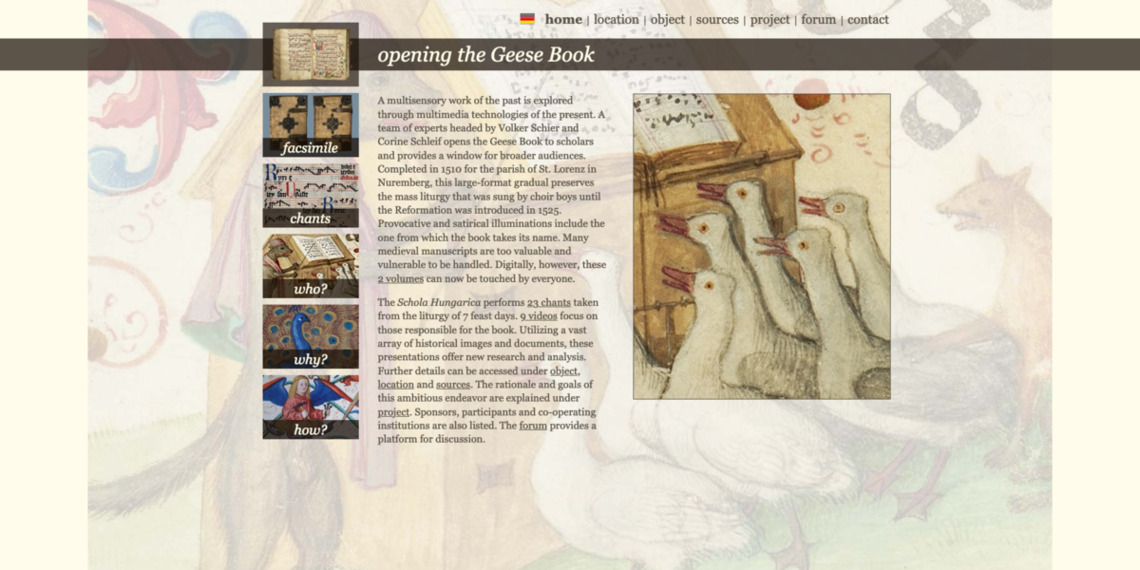 home | location | object | sources | project | forum | contact
opening the Geese Book
facsimile
chants
who?
why?
how?
A multisensory work of the past is explored
through multimedia technologies of the present. A
team of experts headed by Volker Schier and
Corine Schleif opens the Geese Book to scholars
and provides a window for broader audiences.
Completed in 1510 for the parish of St. Lorenz in
Nuremberg, this large-format gradual preserves
the mass liturgy that was sung by choir boys until
the Reformation was introduced in 1525.
Provocative and satirical illuminations include the
one from which the book takes its name. Many
medieval manuscripts are too valuable and
vulnerable to be handled. Digitally, however, these
2 volumes can now be touched by everyone.
The Schola Hungarica performs 23 chants taken
from the liturgy of 7 feast days. 9 videos focus on
those responsible for the book. Utilizing a vast
array of historical images and documents, these
presentations offer new research and analysis.
Further details can be accessed under object,
location and sources. The rationale and goals of
this ambitious endeavor are explained under
project. Sponsors, participants and co-operating
institutions are also listed. The forum provides a
platform for discussion.